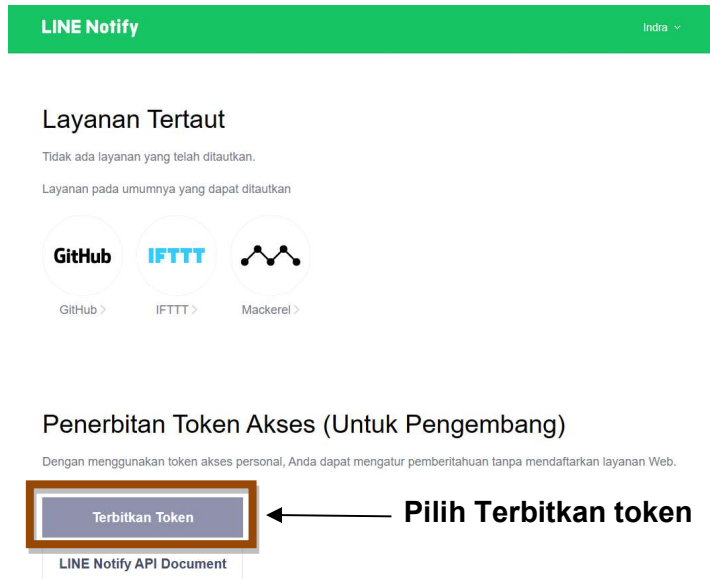 LINE Notify
Indra
Layanan Tertaut
Tidak ada layanan yang telah ditautkan.
Layanan pada umumnya yang dapat ditautkan
GitHub IFTTT
GitHub IFTTT Mackerel
Penerbitan Token Akses (Untuk Pengembang)
Dengan menggunakan token akses personal, Anda dapat mengatur pemberitahuan tanpa mendaftarkan layanan Web.
Terbitkan Token Pilih Terbitkan token
LINE Notify API Document